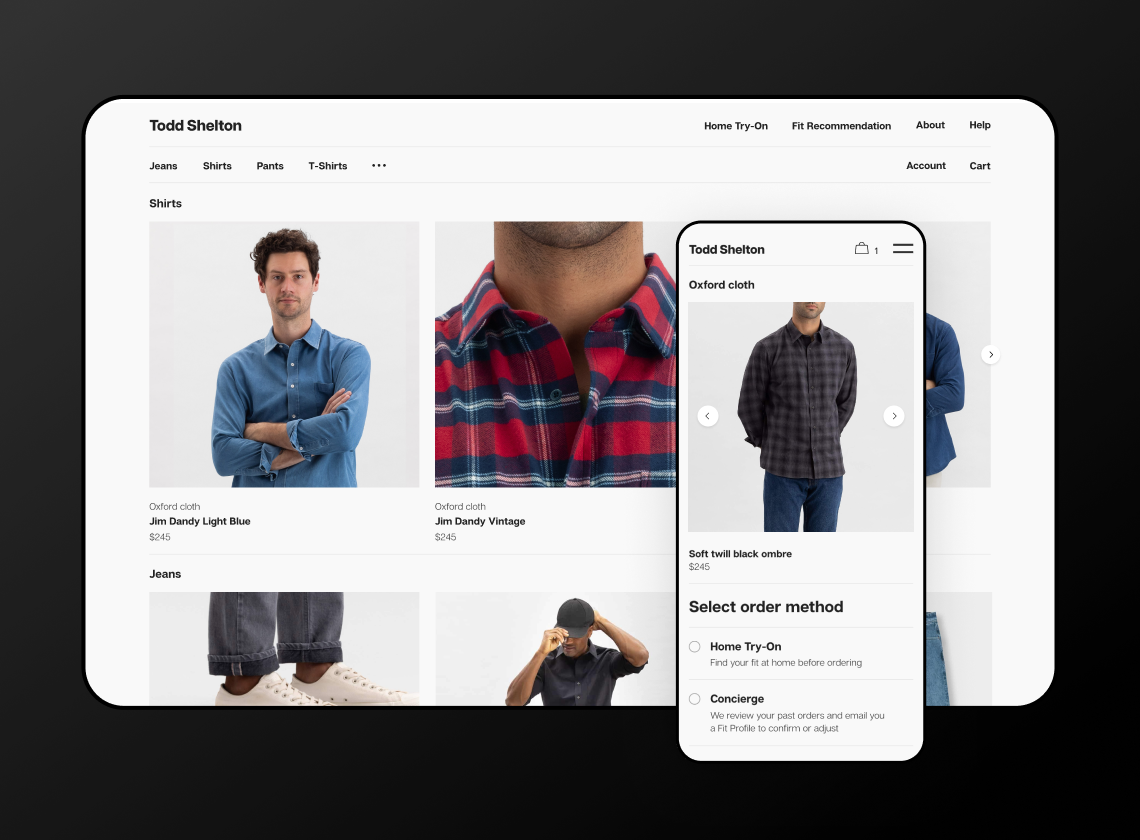 Todd Shelton
Home Try-On Fit Recommendation About Help
Jeans Shirts Pants T-Shirts •••
Account Cart
Shirts
Oxford cloth
Jim Dandy Light Blue
$245
Oxford cloth
Jim Dandy Vintage
$245
Jeans
Todd Shelton
1
Oxford cloth
Soft twill black ombre
$245
Select order method
Home Try-On
Find your fit at home before ordering
Concierge
We review your past orders and email you
a Fit Profile to confirm or adjust